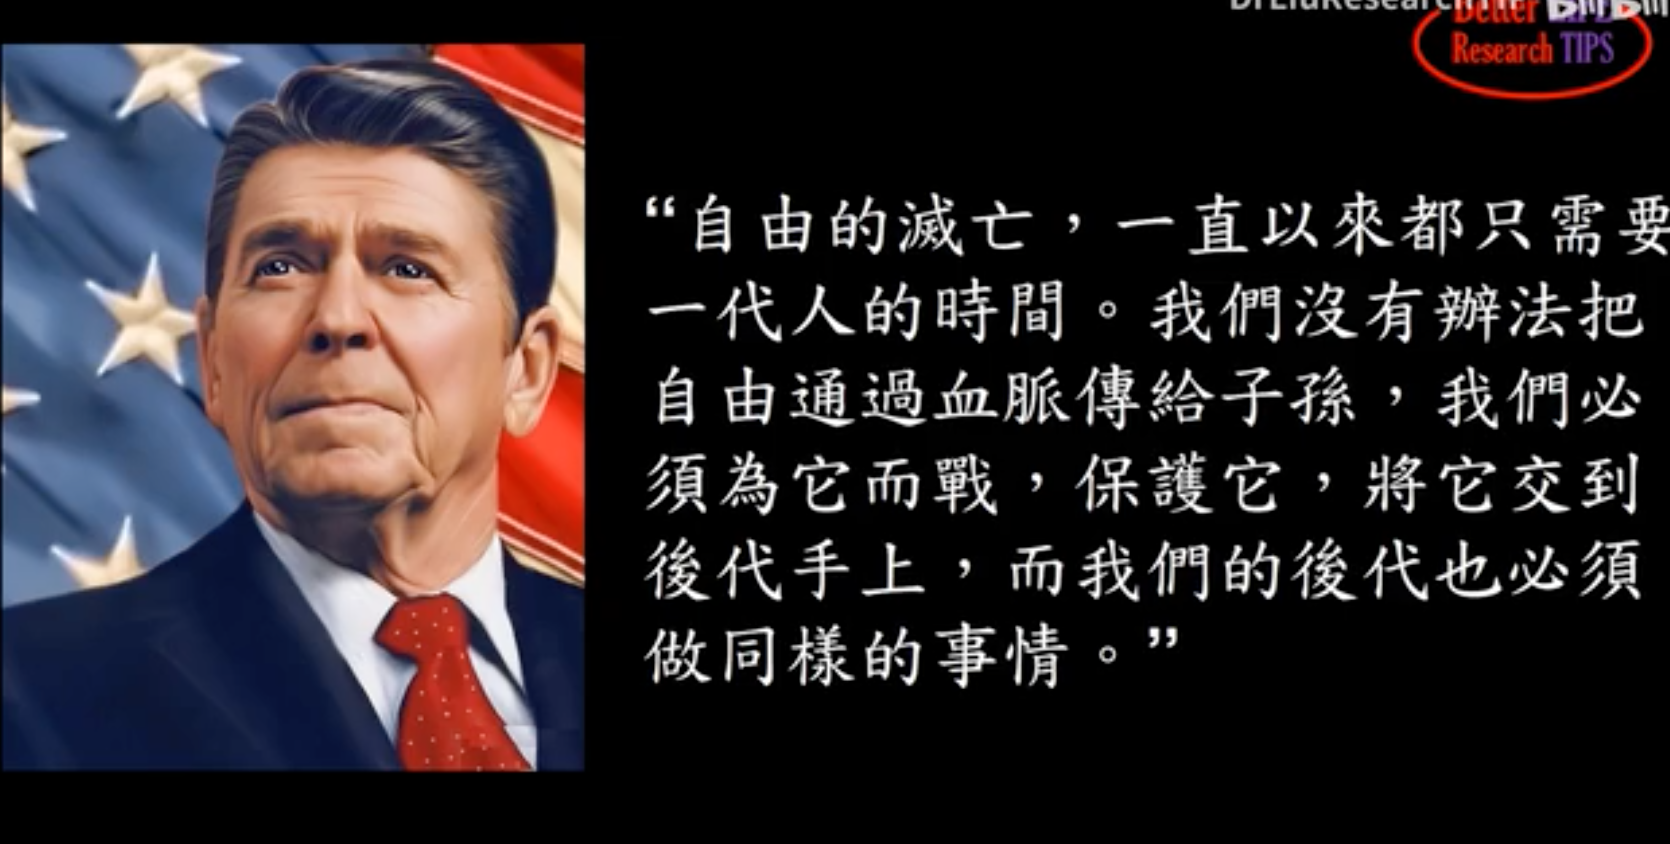 Better
Research TIPS
“自由的滅亡，一直以來都只需要
一代人的時間。我們沒有辦法把
自由通過血脈傳給子孫，我們必
須為它而戰，保護它，將它交到
後代手上，而我們的後代也必須
做同樣的事情。”